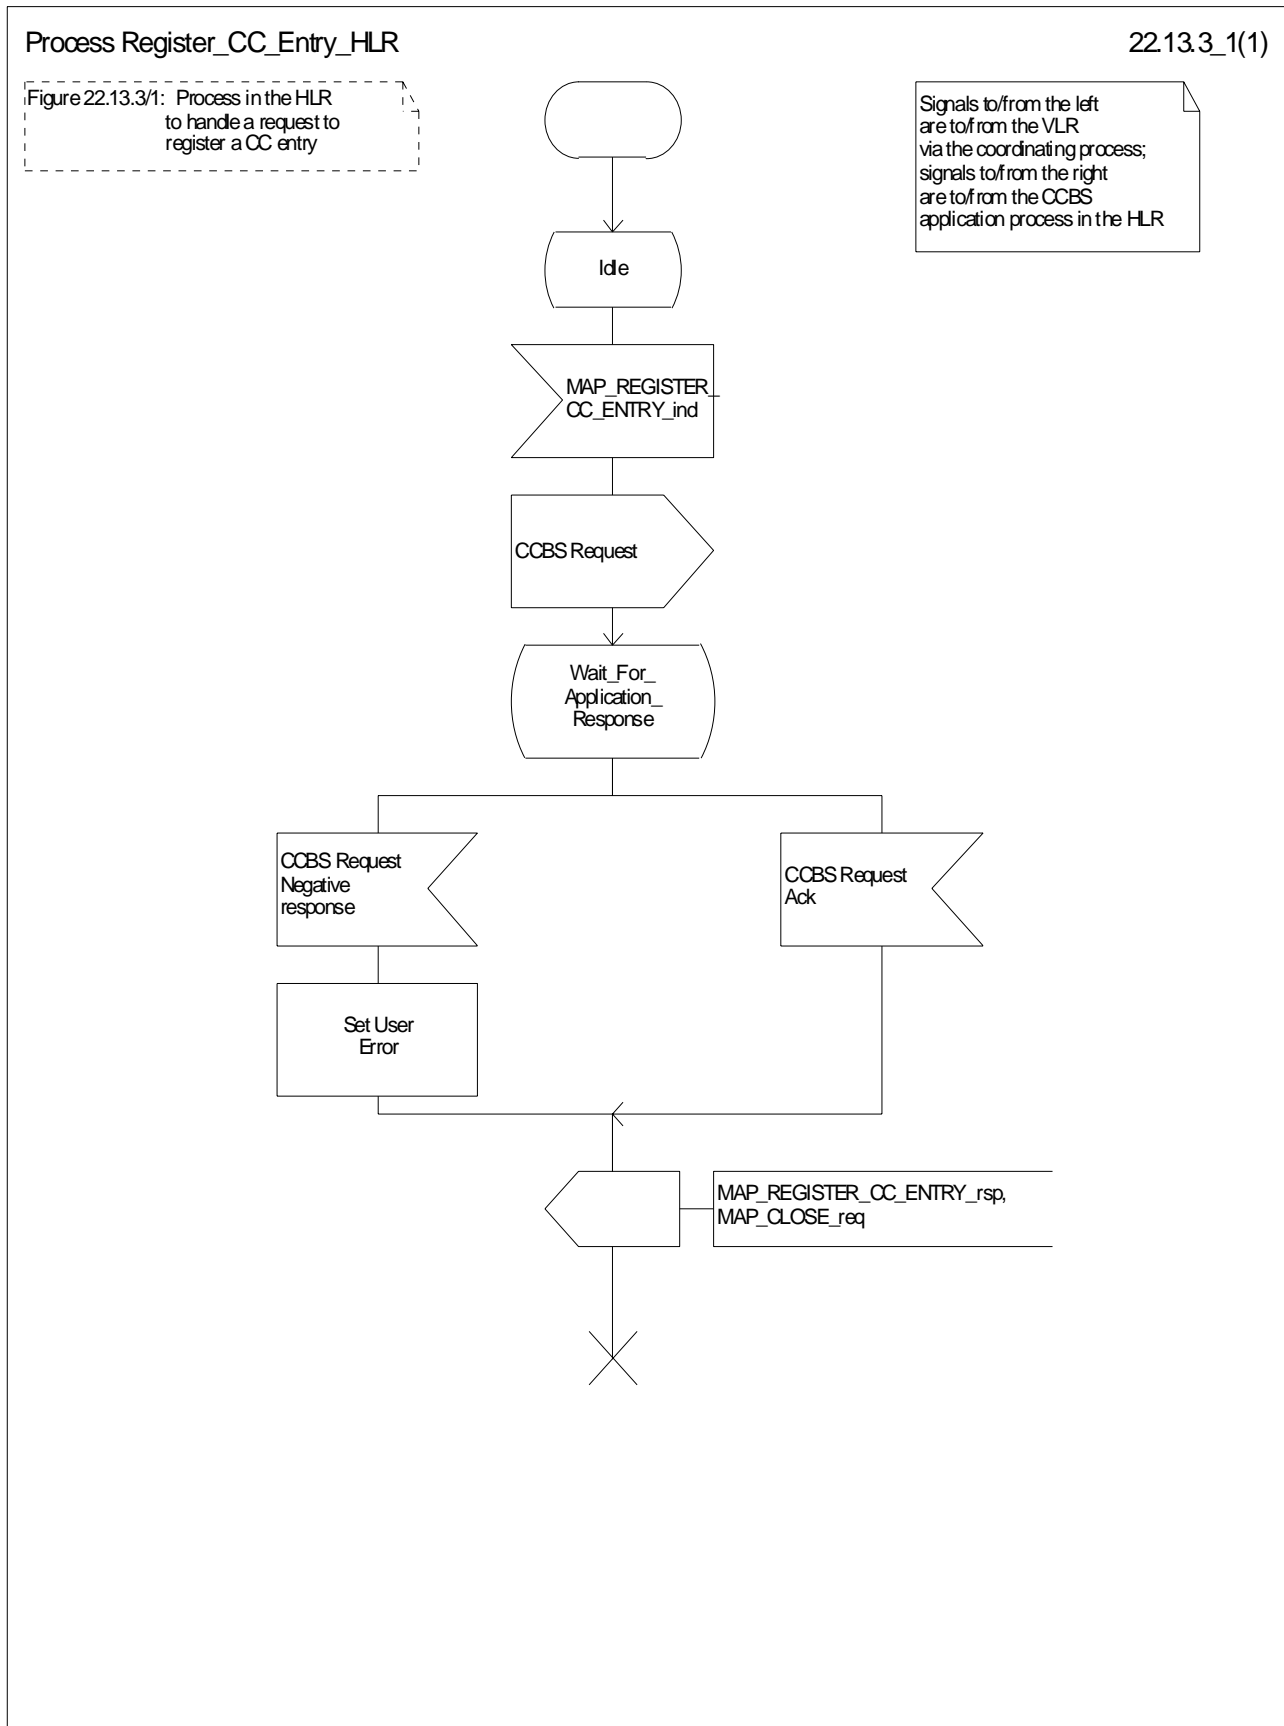 Process Register_CC_Entry_HLR
22.13.3_1(1)
Figure 22.13.3/1: Process in the HLR
to handle a request to
register a CC entry
Signals to/from the left
are to/from the VLR
via the coordinating process;
signals to/from the right
are to/from the CCBS
application process in the HLR
Idle
MAP_REGISTER_
CC_ENTRY_ind
CCBS Request
Wait_For_
Application_
Response
CCBS Request
Negative
response
CCBS Request
Ack
Set User
Error
MAP_REGISTER_CC_ENTRY_rsp,
MAP_CLOSE_req